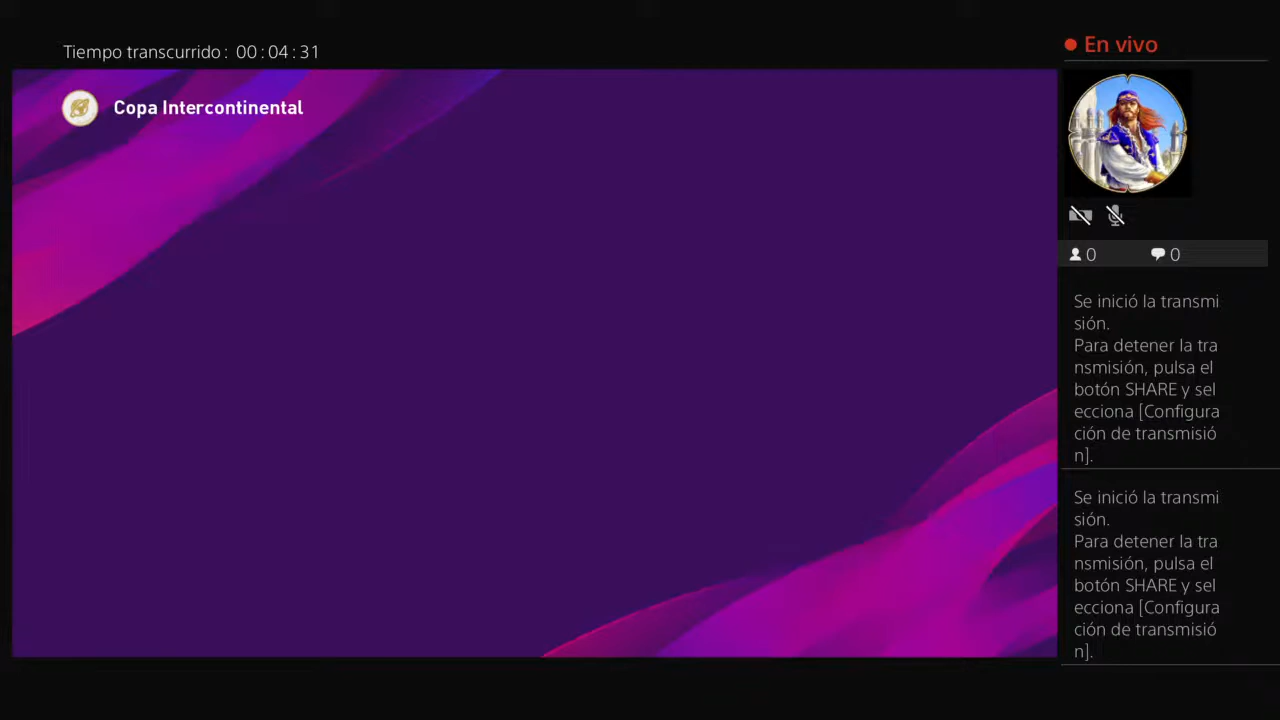 Tiempo transcurrido : 00 : 04 : 31
En vivo
Copa Intercontinental
0
0
Se inició la transmi
sión.
Para detener la tra
nsmisión, pulsa el
botón SHARE y sel
ecciona [Configura
ción de transmisió
n].
Se inició la transmi
sión.
Para detener la tra
nsmisión, pulsa el
botón SHARE y sel
ecciona [Configura
ción de transmisió
n].